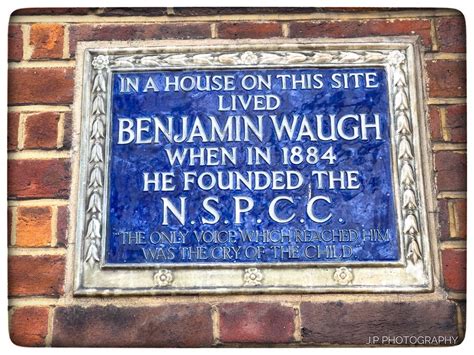 IN A HOUSE ON THIS SITE
LIVED
BENJAMIN WAUGH
WHEN IN 1884
HE FOUNDED THE
N.S.P.C.C.
"THE ONLY VOICE WHICH REACHED HIM
WAS THE CRY OF THE CHILD"
J.P PHOTOGRAPHY